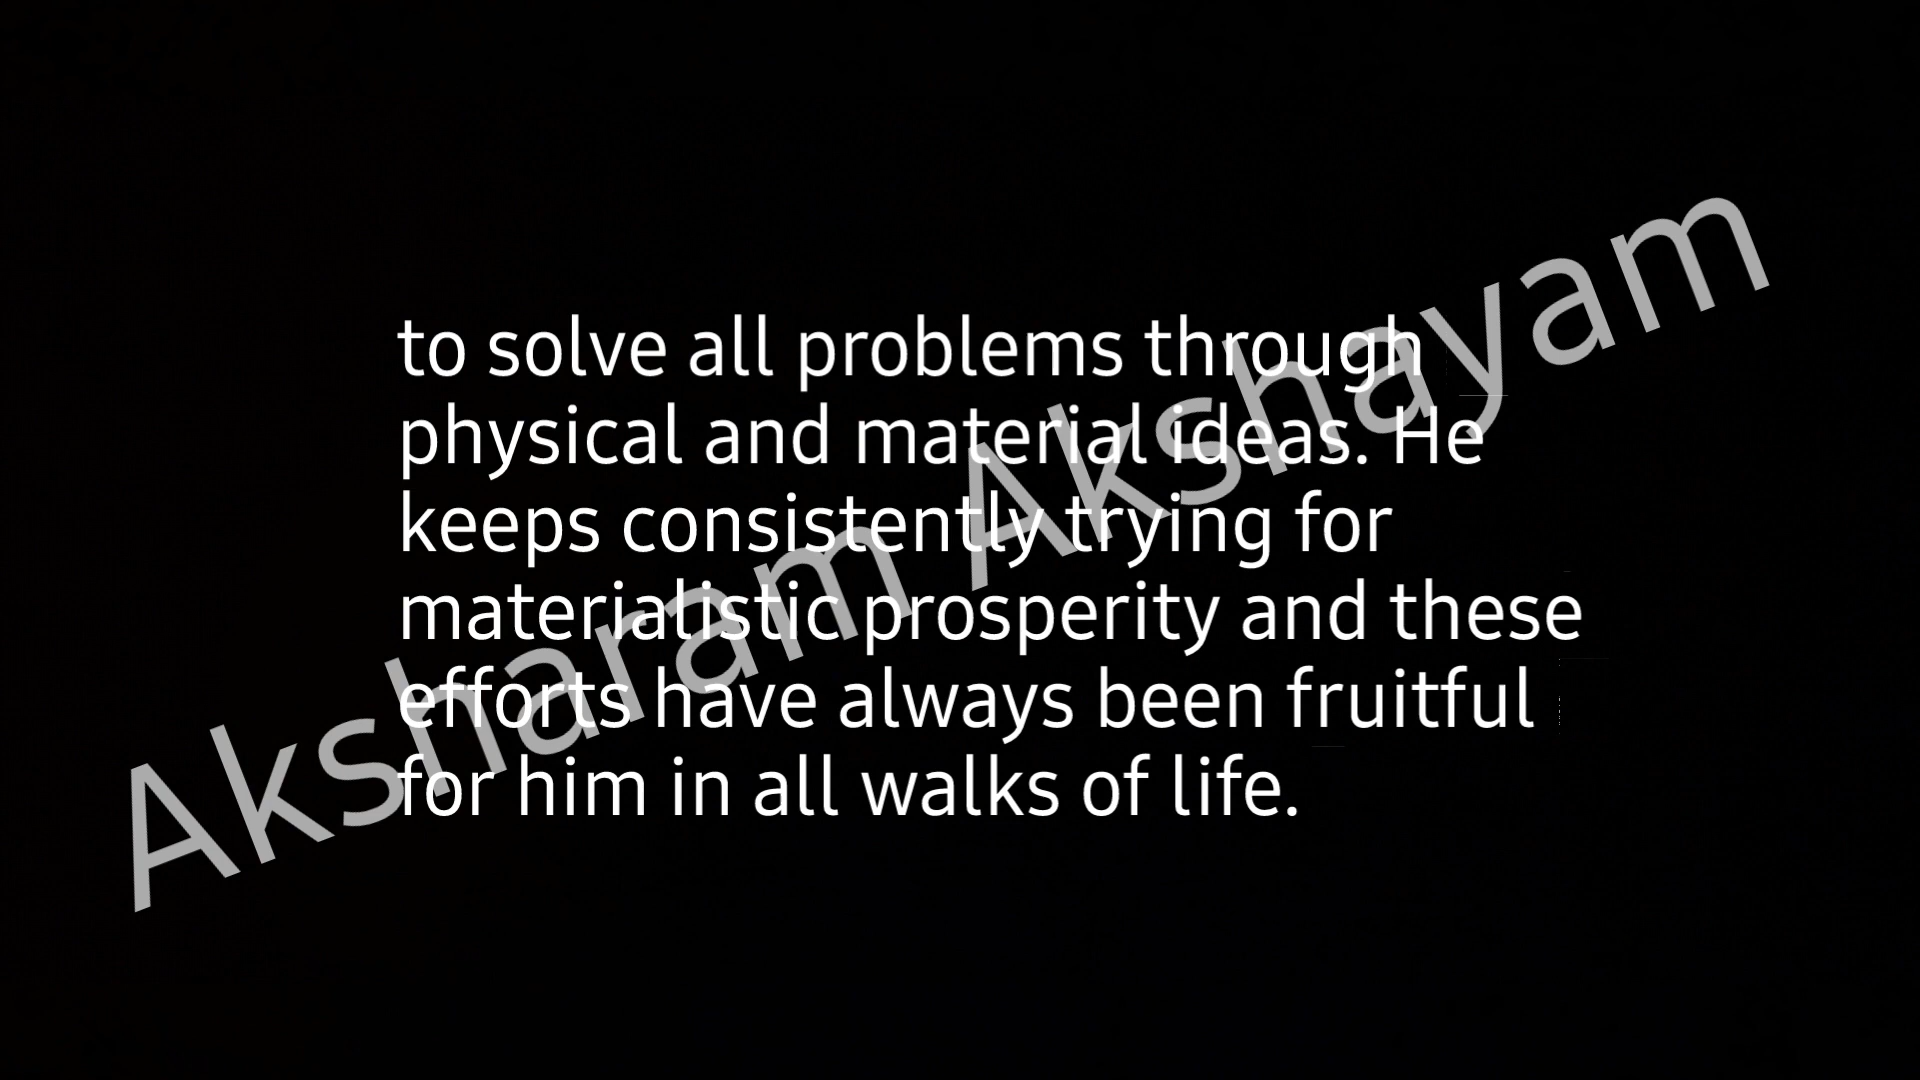 to solve all problems through
physical and material ideas. He
keeps consistently trying for
materialistic prosperity and these
efforts have always been fruitful
for him in all walks of life.
Aksharam Akshayam